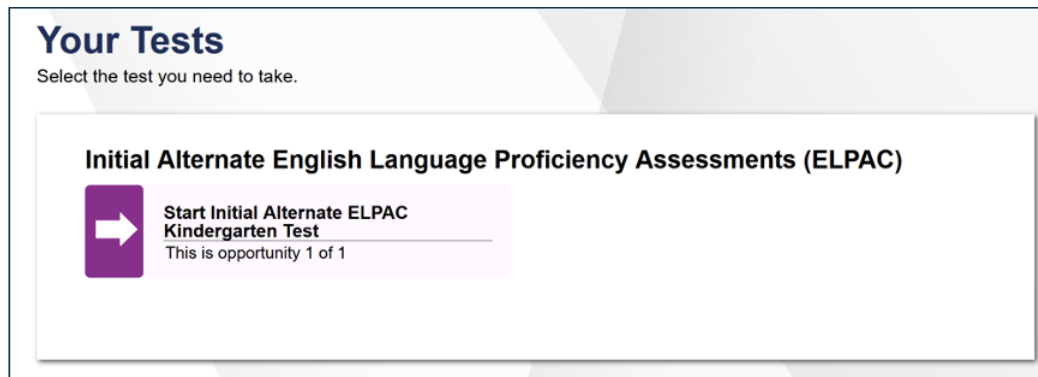 Your Tests
Select the test you need to take.
Initial Alternate English Language Proficiency Assessments (ELPAC)
Start Initial Alternate ELPAC
Kindergarten Test
This is opportunity 1 of 1